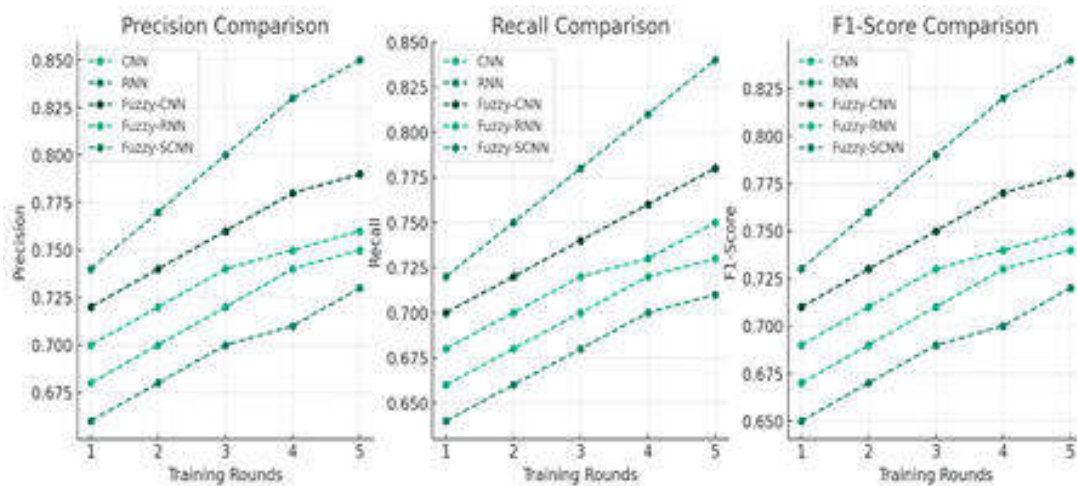 Precision Comparison
CNN
RNN
Fuzzy-CNN
Fuzzy-RNN
Fuzzy-SCNN
Precision
0.850
0.825
0.800
0.775
0.750
0.725
0.700
0.675
1 2 3 4 5
Training Rounds
Recall Comparison
CNN
RNN
Fuzzy-CNN
Fuzzy-RNN
Fuzzy-SCNN
Recall
0.850
0.825
0.800
0.775
0.750
0.725
0.700
0.675
0.650
1 2 3 4 5
Training Rounds
F1-Score Comparison
CNN
RNN
Fuzzy-CNN
Fuzzy-RNN
Fuzzy-SCNN
F1-Score
0.825
0.800
0.775
0.750
0.725
0.700
0.675
0.650
1 2 3 4 5
Training Rounds